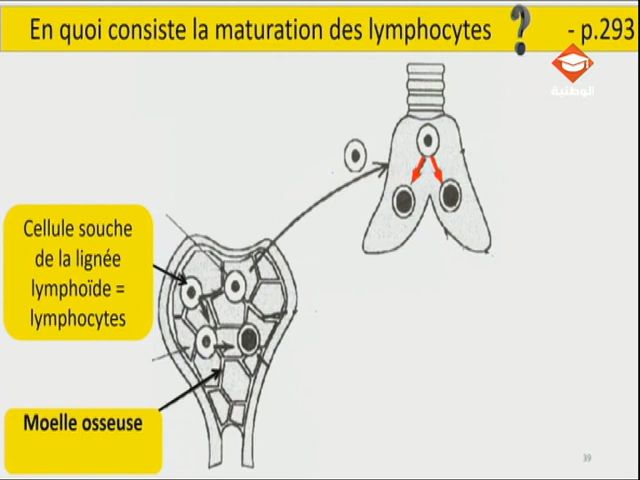 En quoi consiste la maturation des lymphocytes ? - p.293
الوطنية
Cellule souche
de la lignée
lymphoïde =
lymphocytes
Moelle osseuse
39